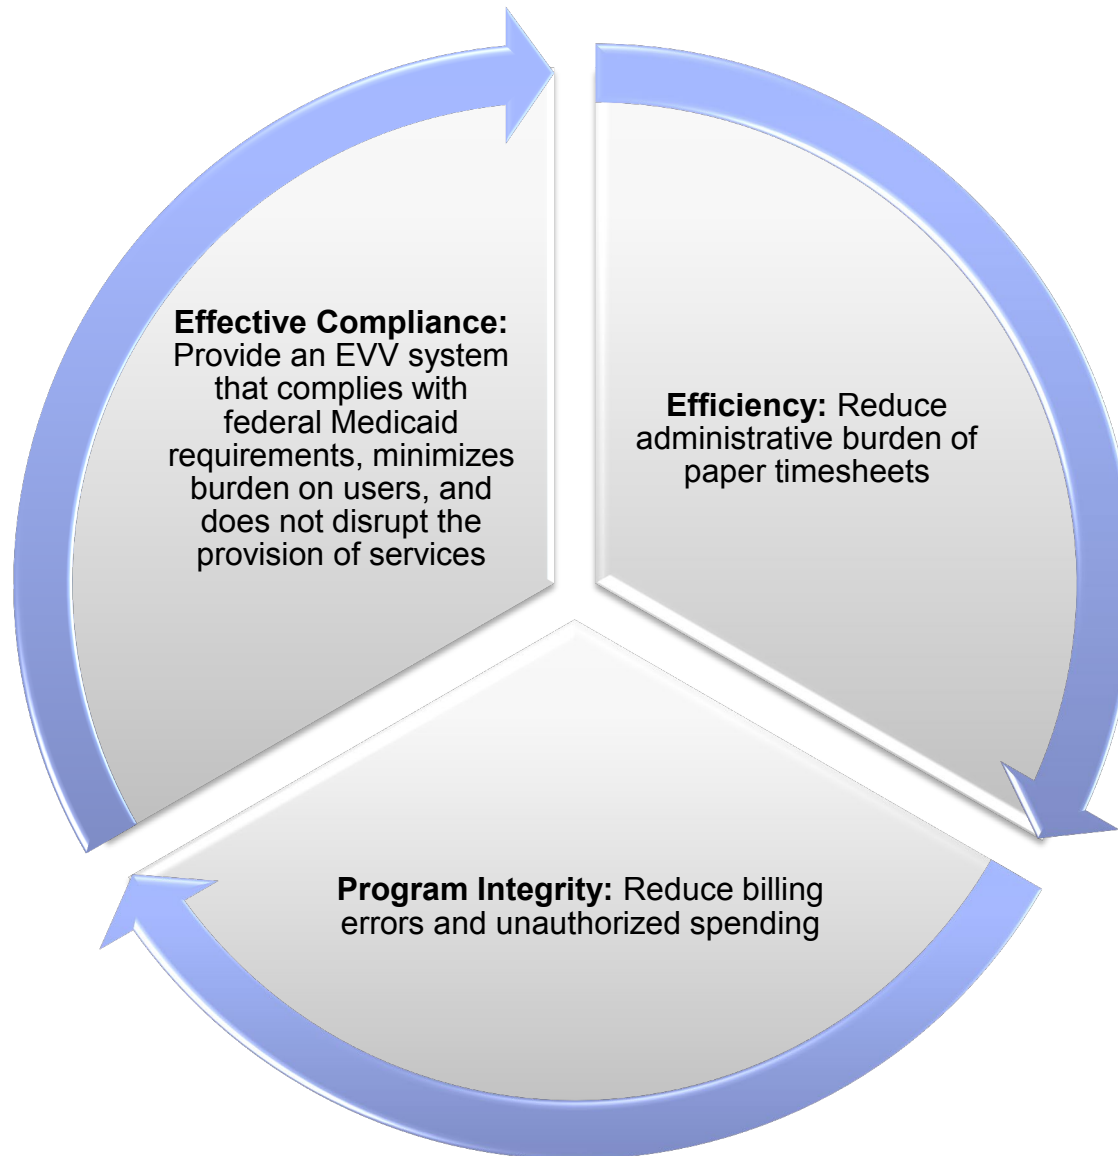 Effective Compliance:
Provide an EVV system
that complies with
federal Medicaid
requirements, minimizes
burden on users, and
does not disrupt the
provision of services
Efficiency: Reduce
administrative burden of
paper timesheets
Program Integrity: Reduce billing
errors and unauthorized spending